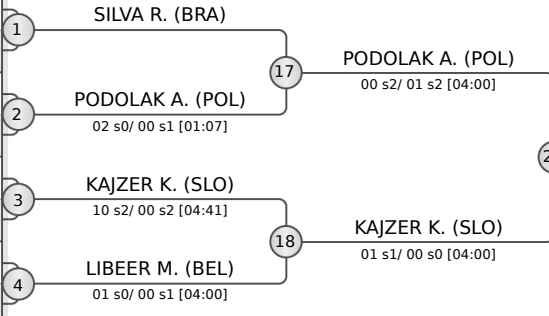 SILVA R. (BRA)
1
17
PODOLAK A. (POL)
00 s2/ 01 s2 [04:00]
PODOLAK A. (POL)
2
02 s0/ 00 s1 [01:07]
KAJZER K. (SLO)
3
10 s2/ 00 s2 [04:41]
18
KAJZER K. (SLO)
01 s1/ 00 s0 [04:00]
LIBEER M. (BEL)
4
01 s0/ 00 s1 [04:00]